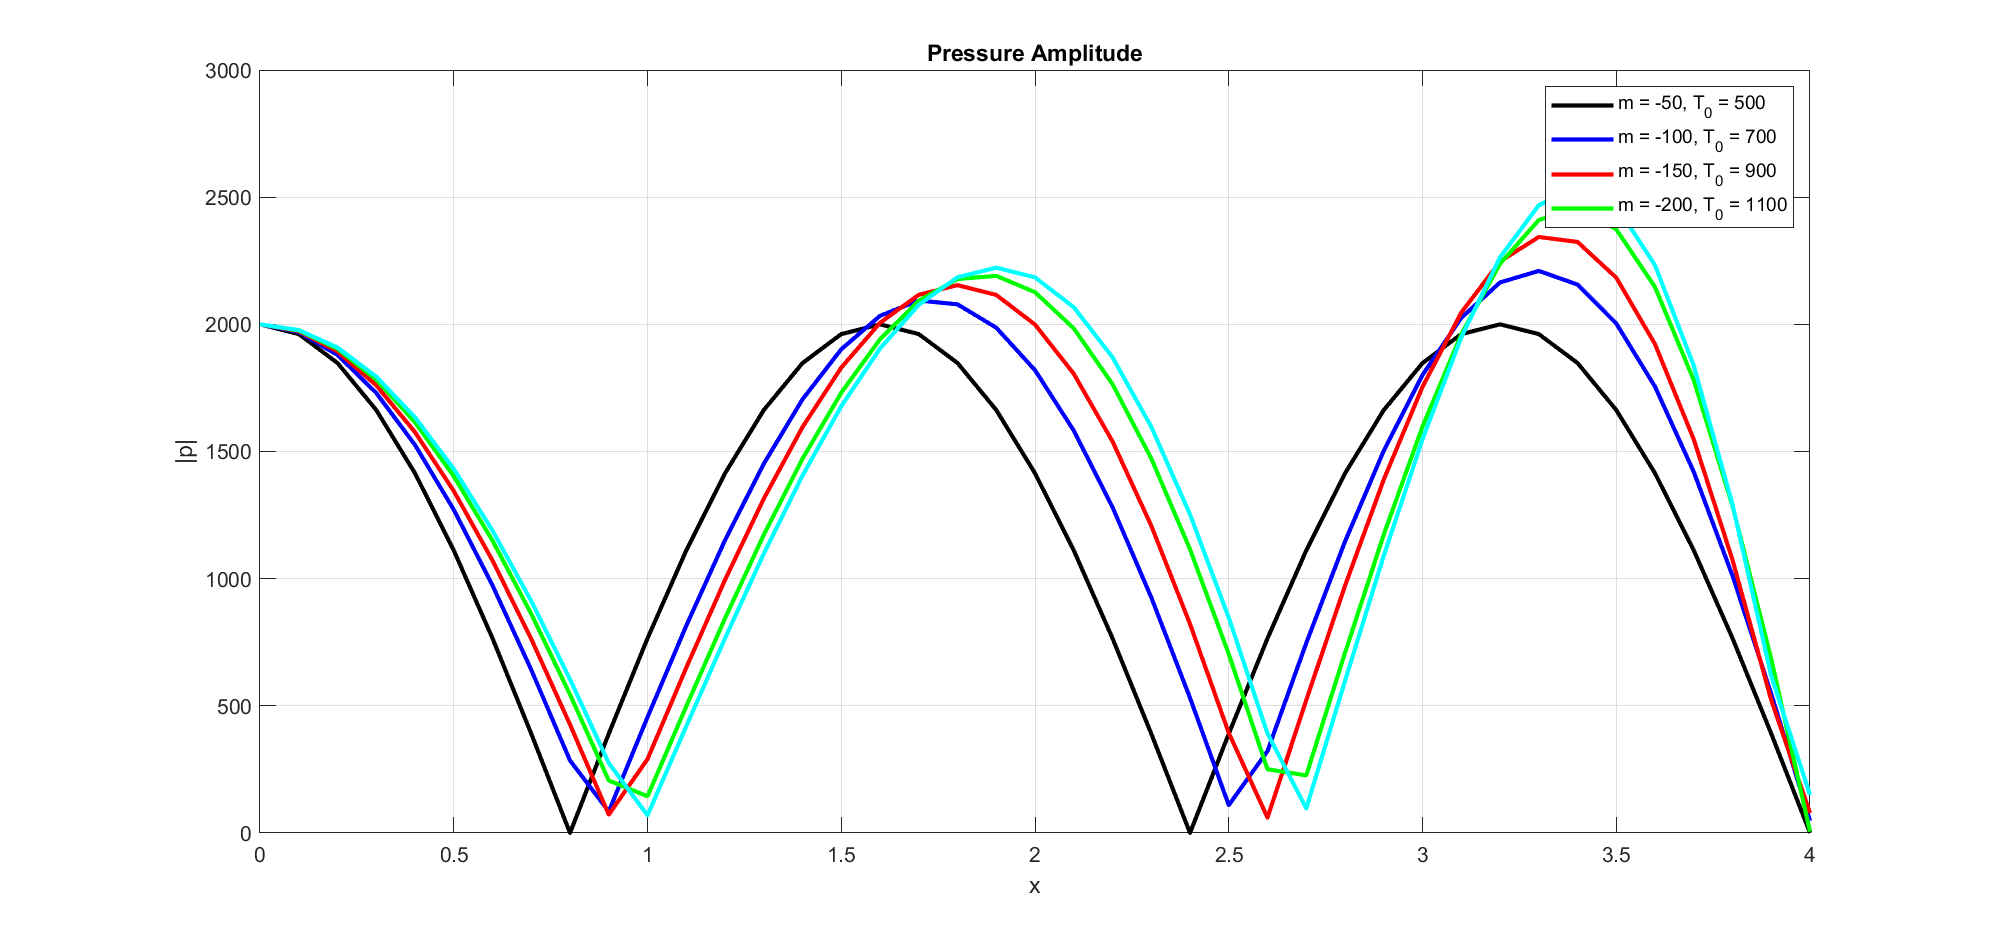 Pressure Amplitude
3000
2500
2000
1500
1000
500
0
|p|
m = -50, T0 = 500
m = -100, T0 = 700
m = -150, T0 = 900
m = -200, T0 = 1100
0 0.5 1 1.5 2 2.5 3 3.5 4
x